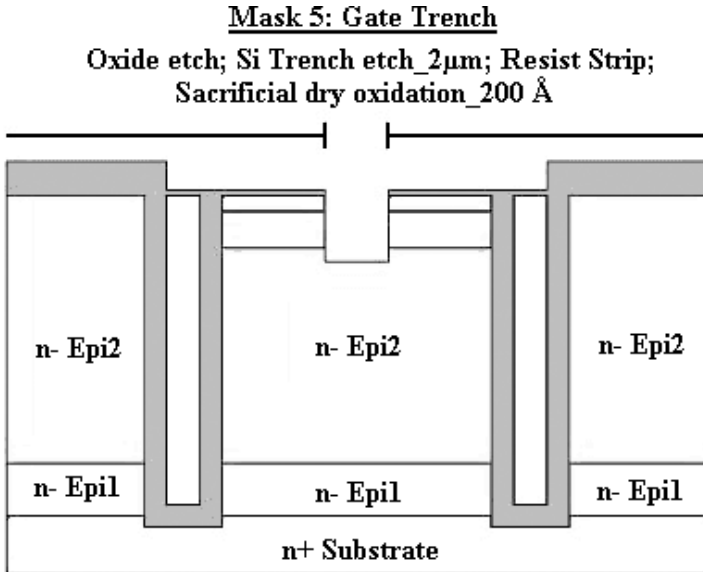 Mask 5: Gate Trench
Oxide etch; Si Trench etch_2µm; Resist Strip;
Sacrificial dry oxidation_200 Å
n- Epi2
n- Epi2
n- Epi2
n- Epi1
n- Epi1
n- Epi1
n+ Substrate